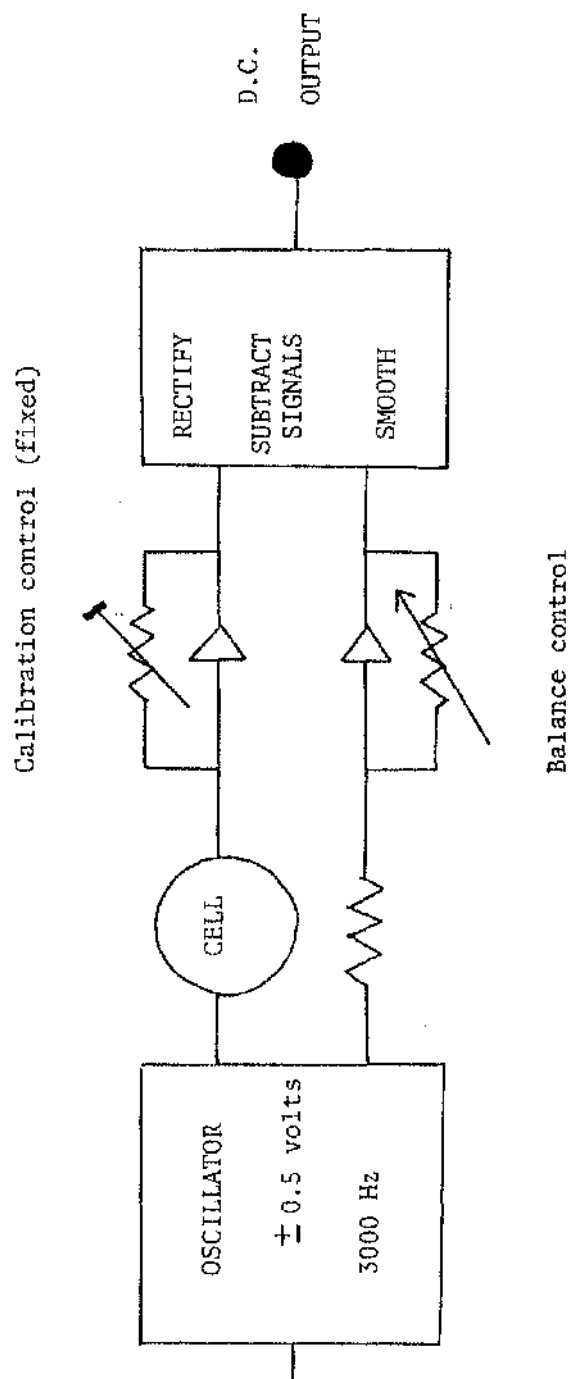 Calibration control (fixed)
OSCILLATOR
± 0.5 volts
3000 Hz
CELL
RECTIFY
SUBTRACT
SIGNALS
SMOOTH
D.C.
OUTPUT
Balance control